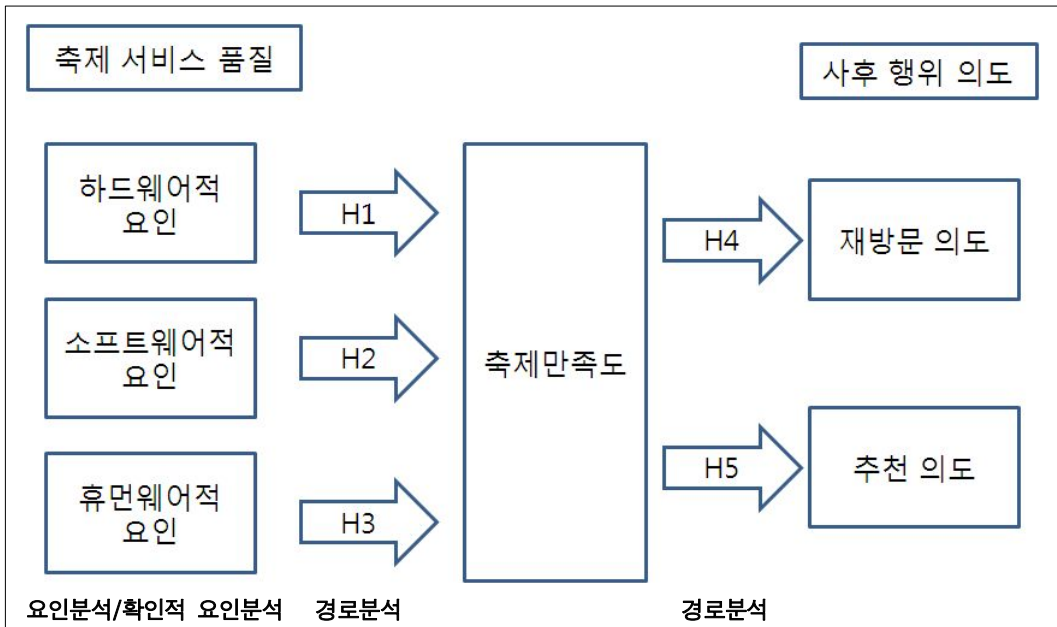 축제 서비스 품질
사후 행위 의도
하드웨어적
요인
H1
소프트웨어적
요인
H2
휴먼웨어적
요인
H3
축제만족도
H4
재방문 의도
H5
추천 의도
요인분석/확인적 요인분석
경로분석
경로분석